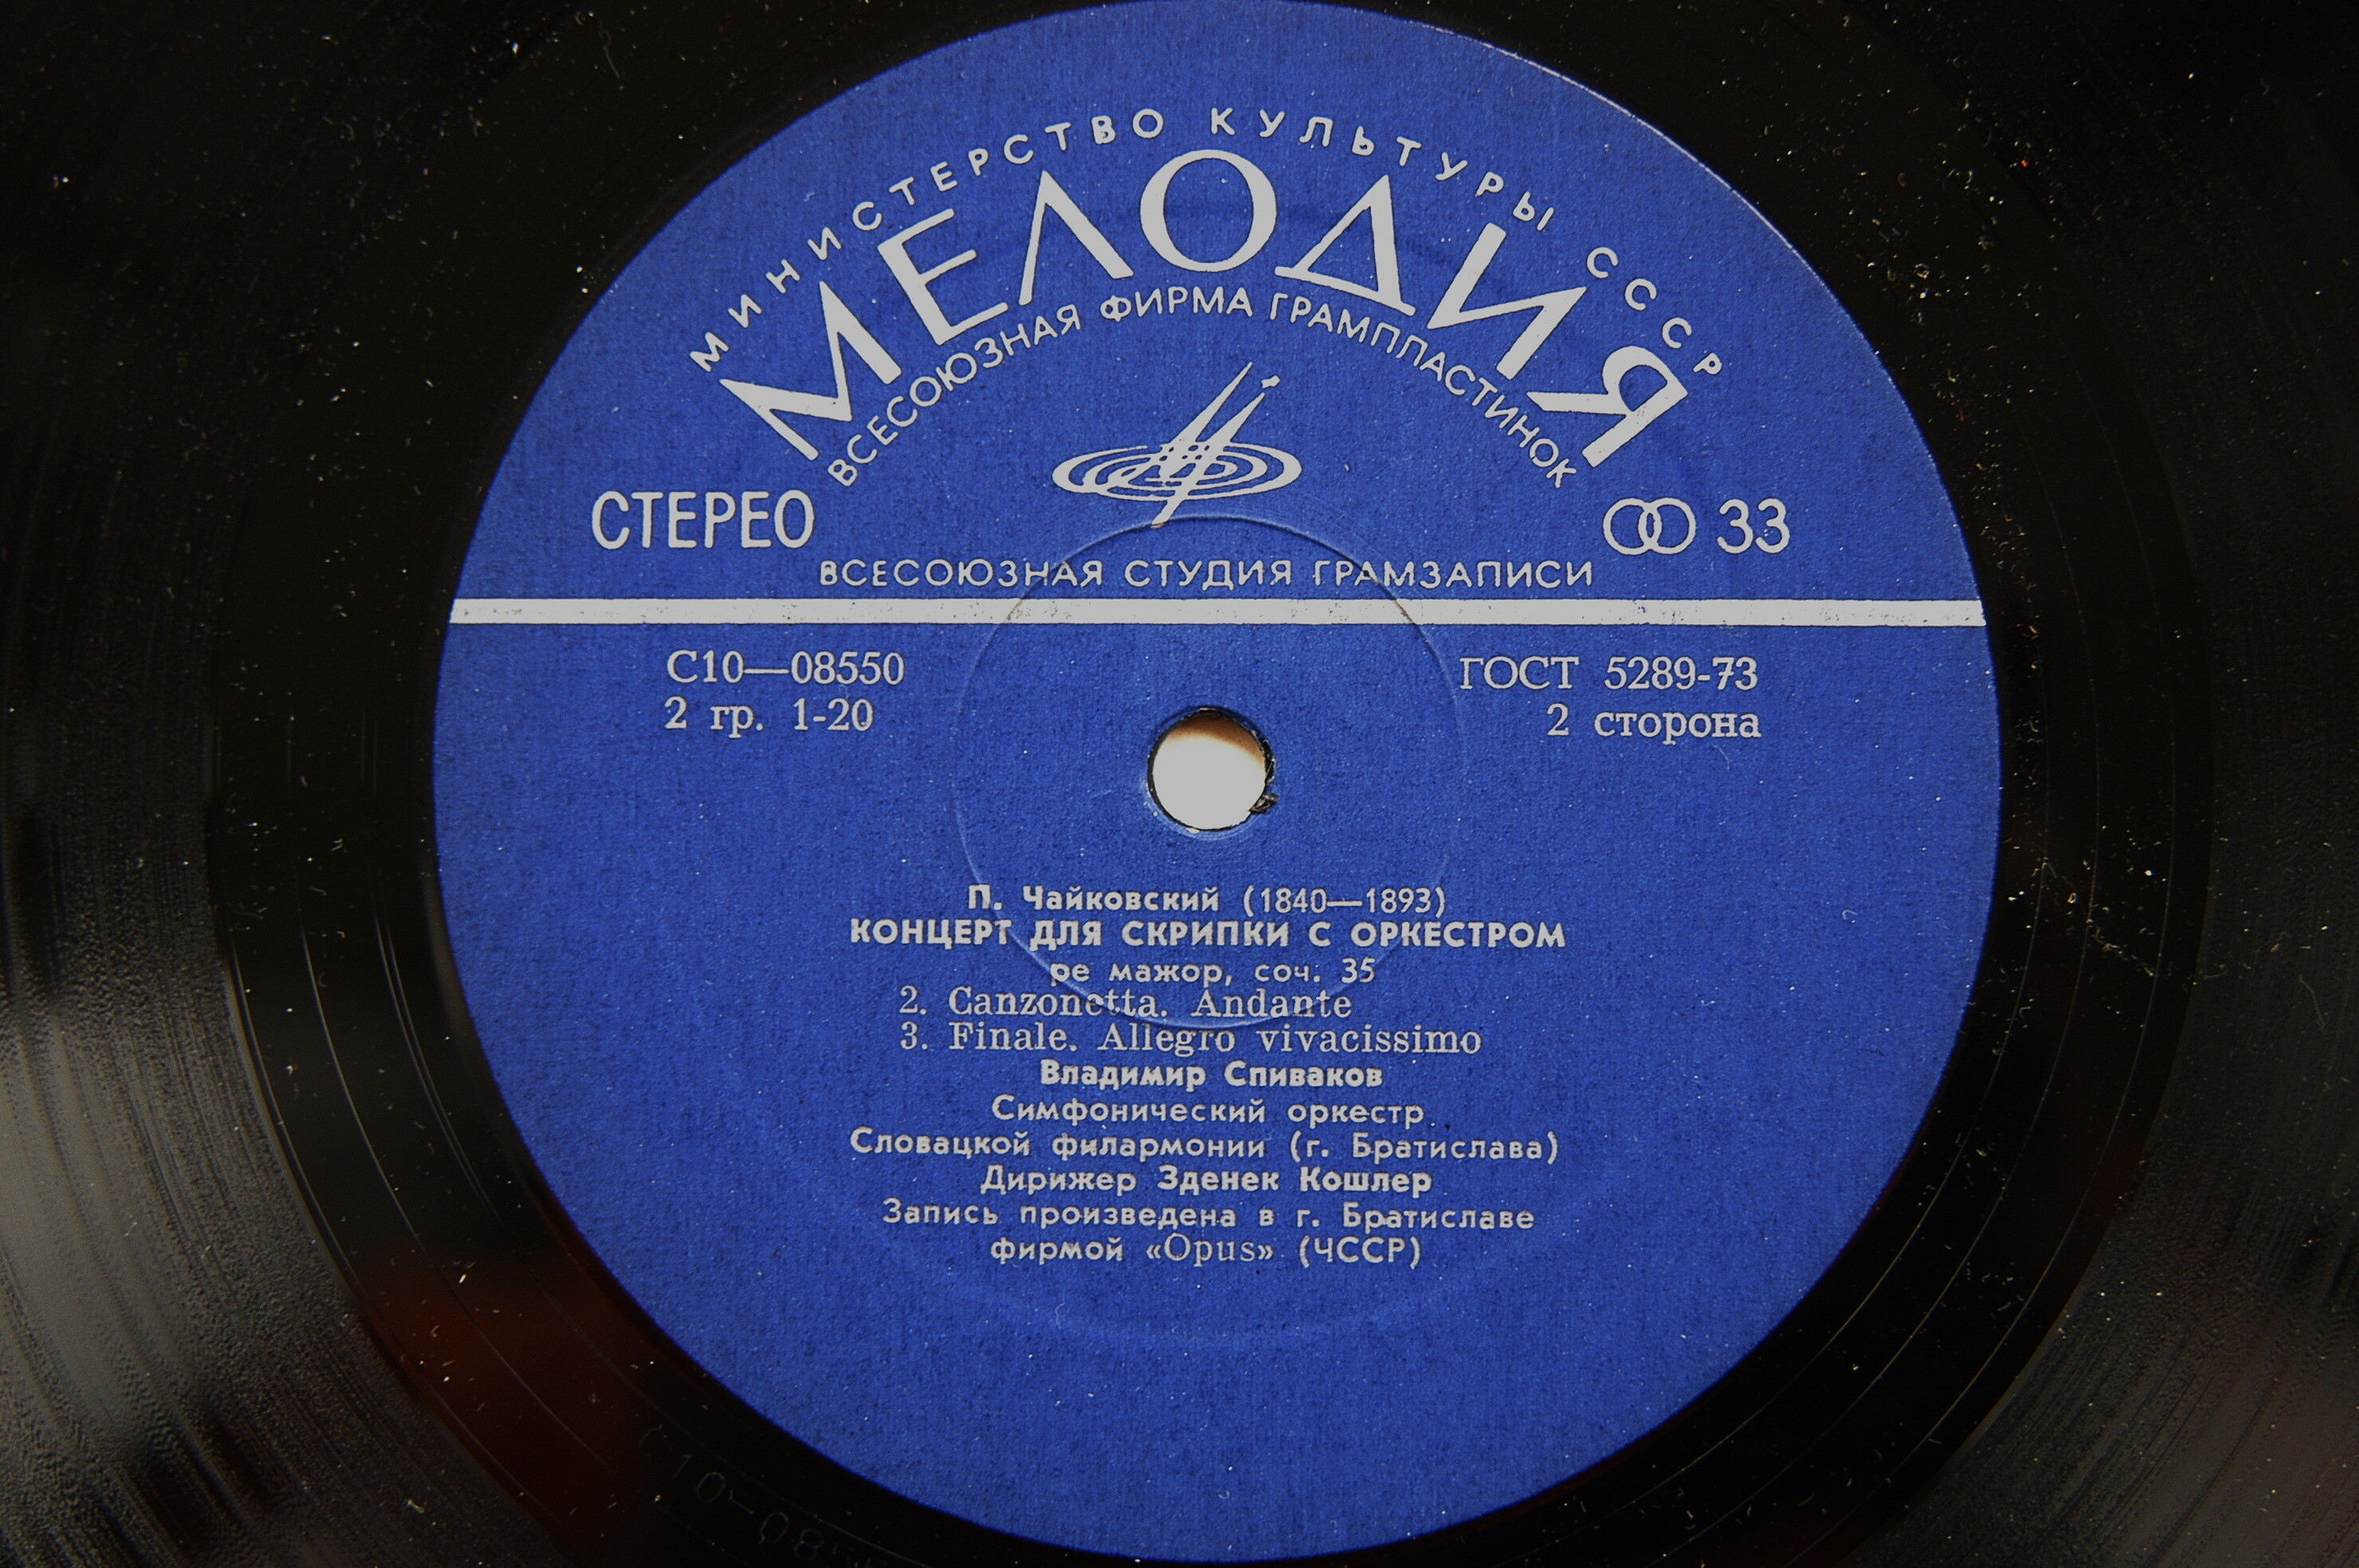 МИНИСТЕРСТВО КУЛЬТУРЫ СССР
МЕЛОДИЯ
ВСЕСОЮЗНАЯ ФИРМА ГРАМПЛАСТИНОК
СТЕРЕО
33
ВСЕСОЮЗНАЯ СТУДИЯ ГРАМЗАПИСИ
С10—08550
ГОСТ 5289-73
2 гр. 1-20
2 сторона
П. Чайковский (1840—1893)
КОНЦЕРТ ДЛЯ СКРИПКИ С ОРКЕСТРОМ
ре мажор, соч. 35
2. Canzonetta. Andante
3. Finale. Allegro vivacissimo
Владимир Спиваков
Симфонический оркестр
Словацкой филармонии (г. Братислава)
Дирижер Зденек Кошлер
Запись произведена в г. Братиславе
фирмой «Opus» (ЧССР)